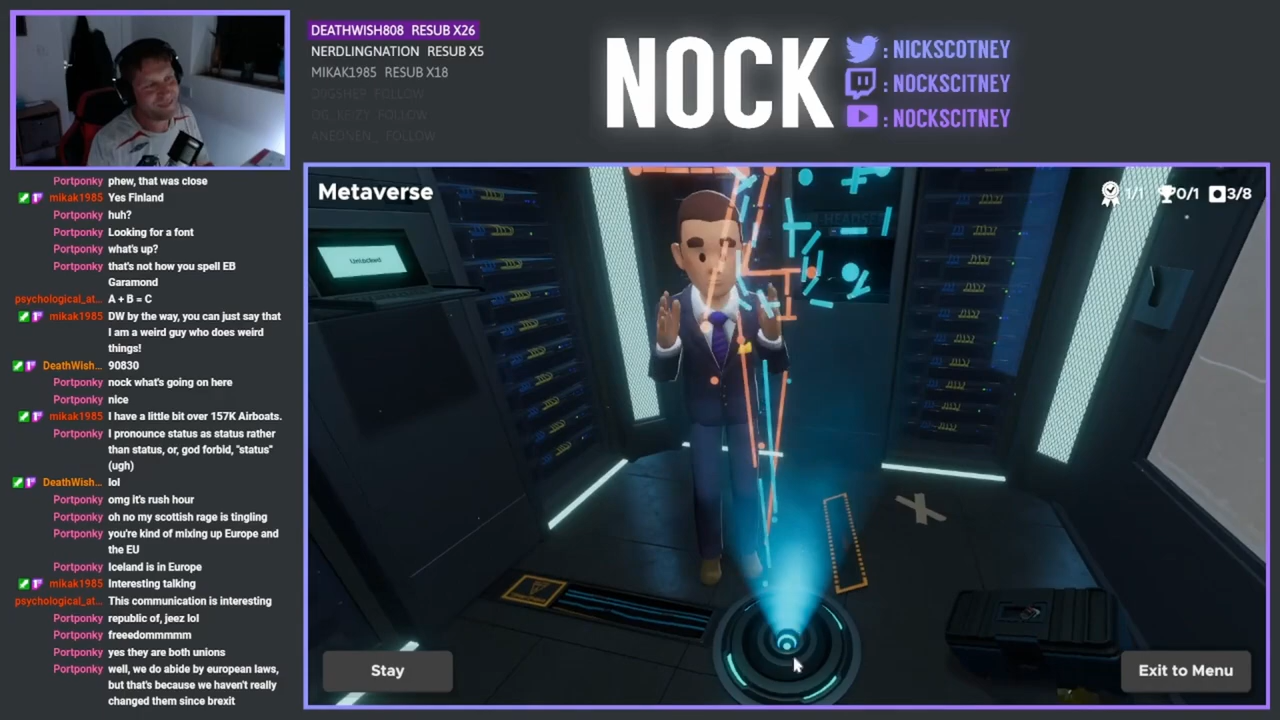 DEATHWISH808 RESUB X26
NERDLINGNATION RESUB X5
MIKAK1985 RESUB X18
D0GSHEP FOLLOW
FOLLOW
ANEONEN_ FOLLOW
NOCK
: NICKSCOTNEY
: NOCKSCITNEY
: NOCKSCITNEY
Portponky phew, that was close
mikak1985 Yes Finland
Portponky huh?
Portponky Looking for a font
Portponky what's up?
Portponky that's not how you spell EB
Garamond
psychological_at... A + B = C
mikak1985 DW by the way, you can just say that
I am a weird guy who does weird
things!
DeathWish... 90830
Portponky nock what's going on here
Portponky nice
mikak1985 I have a little bit over 157K Airboats.
Portponky I pronounce status as status rather
than status, or, god forbid, "status"
(ugh)
DeathWish... lol
Portponky omg it's rush hour
Portponky oh no my scottish rage is tingling
Portponky you're kind of mixing up Europe and
the EU
Portponky Iceland is in Europe
mikak1985 Interesting talking
psychological_at... This communication is interesting
Portponky republic of, jeez lol
Portponky freeedommmmm
Portponky yes they are both unions
Portponky well, we do abide by european laws,
but that's because we haven't really
changed them since brexit
Metaverse
1/1 0/1 3/8
HEADSET
Stay
Exit to Menu